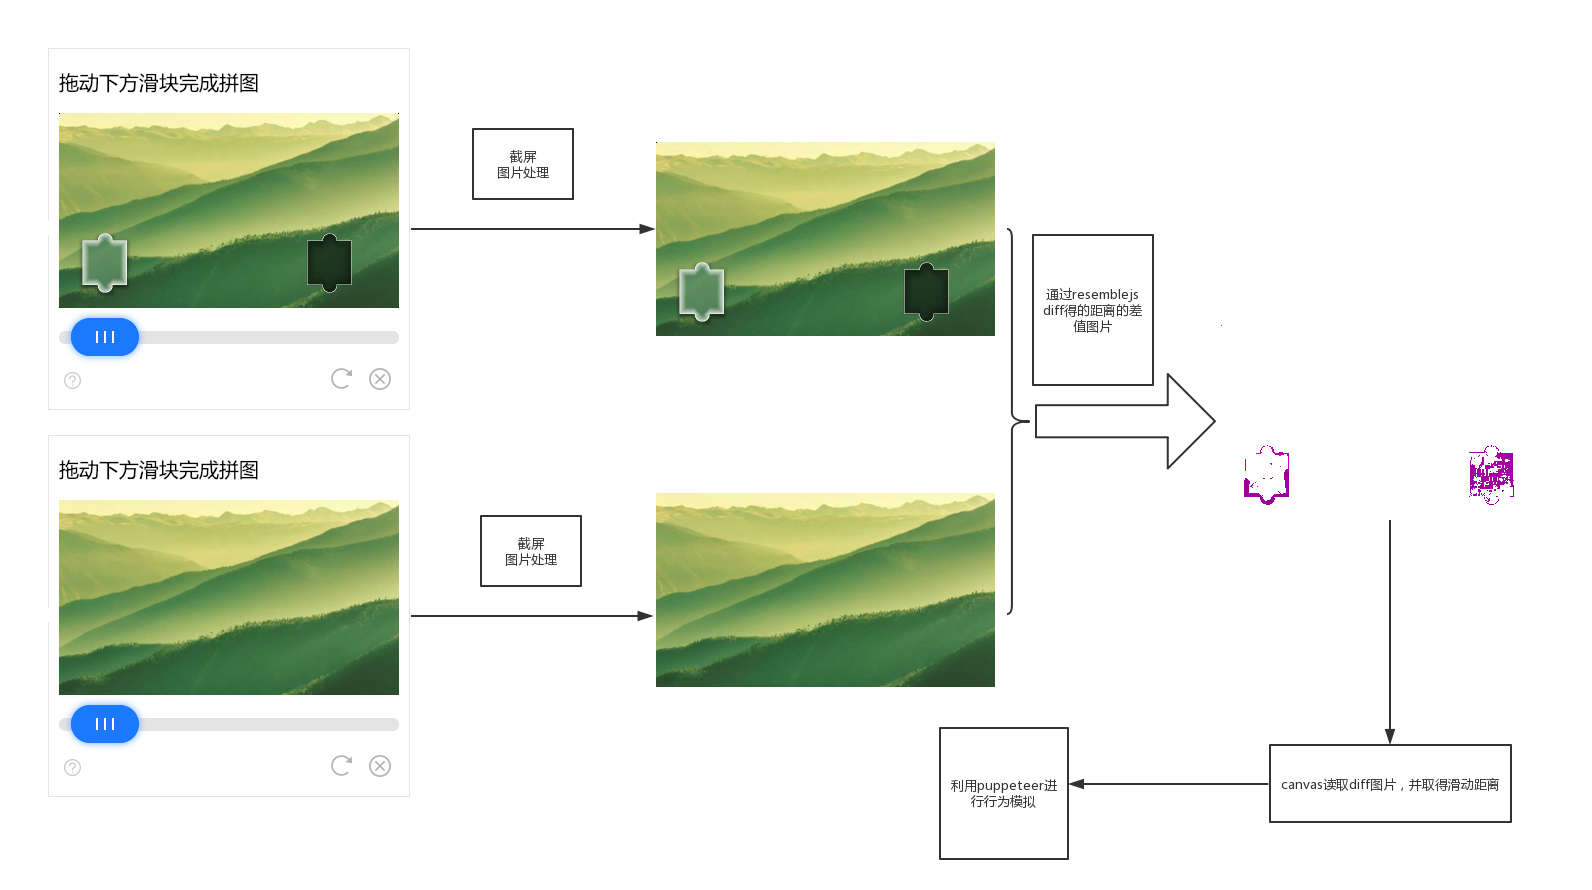 拖动下方滑块完成拼图
截屏
图片处理
通过resemblejs
diff得的距离的差
值图片
拖动下方滑块完成拼图
截屏
图片处理
利用puppeteer进
行行为模拟
canvas读取diff图片，并取得滑动距离